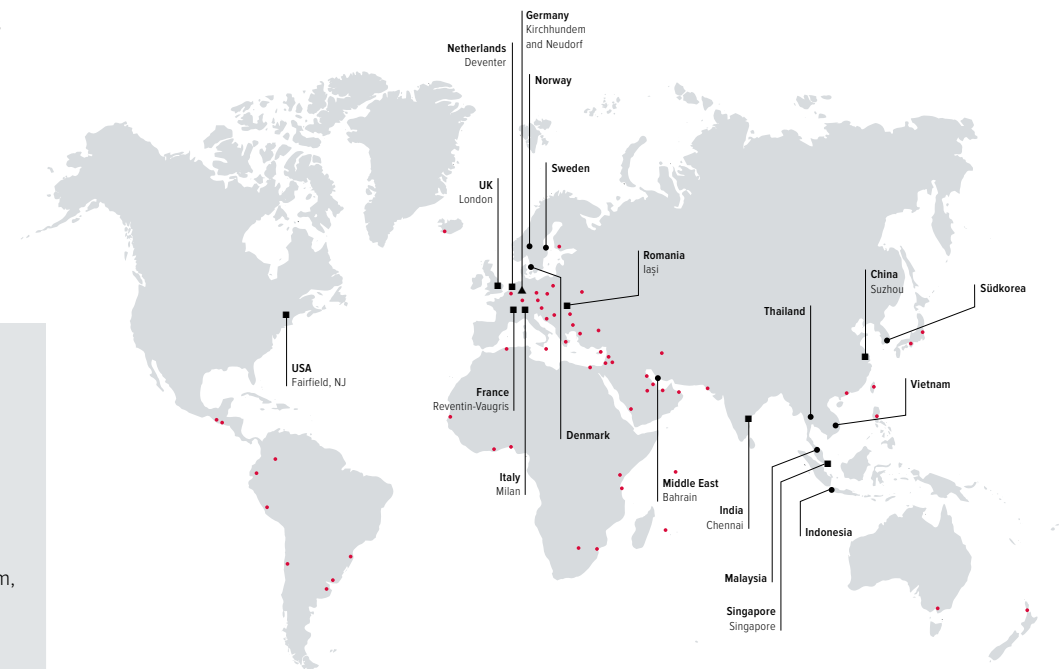 Germany
Kirchhundem
and Neudorf
Netherlands
Deventer
Norway
Sweden
UK
London
Romania
Iași
China
Suzhou
Südkorea
Thailand
USA
Fairfield, NJ
Vietnam
France
Reventin-Vaugris
Denmark
Italy
Milan
Middle East
Bahrain
India
Chennai
Indonesia
Malaysia
Singapore
Singapore
m,